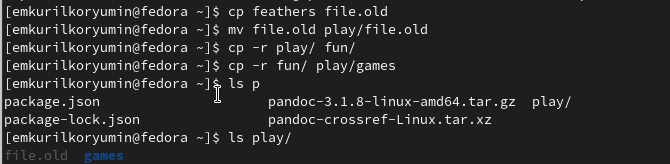 [emkurilkoryumin@fedora ~]$ cp feathers file.old
[emkurilkoryumin@fedora ~]$ mv file.old play/file.old
[emkurilkoryumin@fedora ~]$ cp -r play/ fun/
[emkurilkoryumin@fedora ~]$ cp -r fun/ play/games
[emkurilkoryumin@fedora ~]$ ls p
package.json pandoc-3.1.8-linux-amd64.tar.gz play/
package-lock.json pandoc-crossref-Linux.tar.xz
[emkurilkoryumin@fedora ~]$ ls play/
file.old games